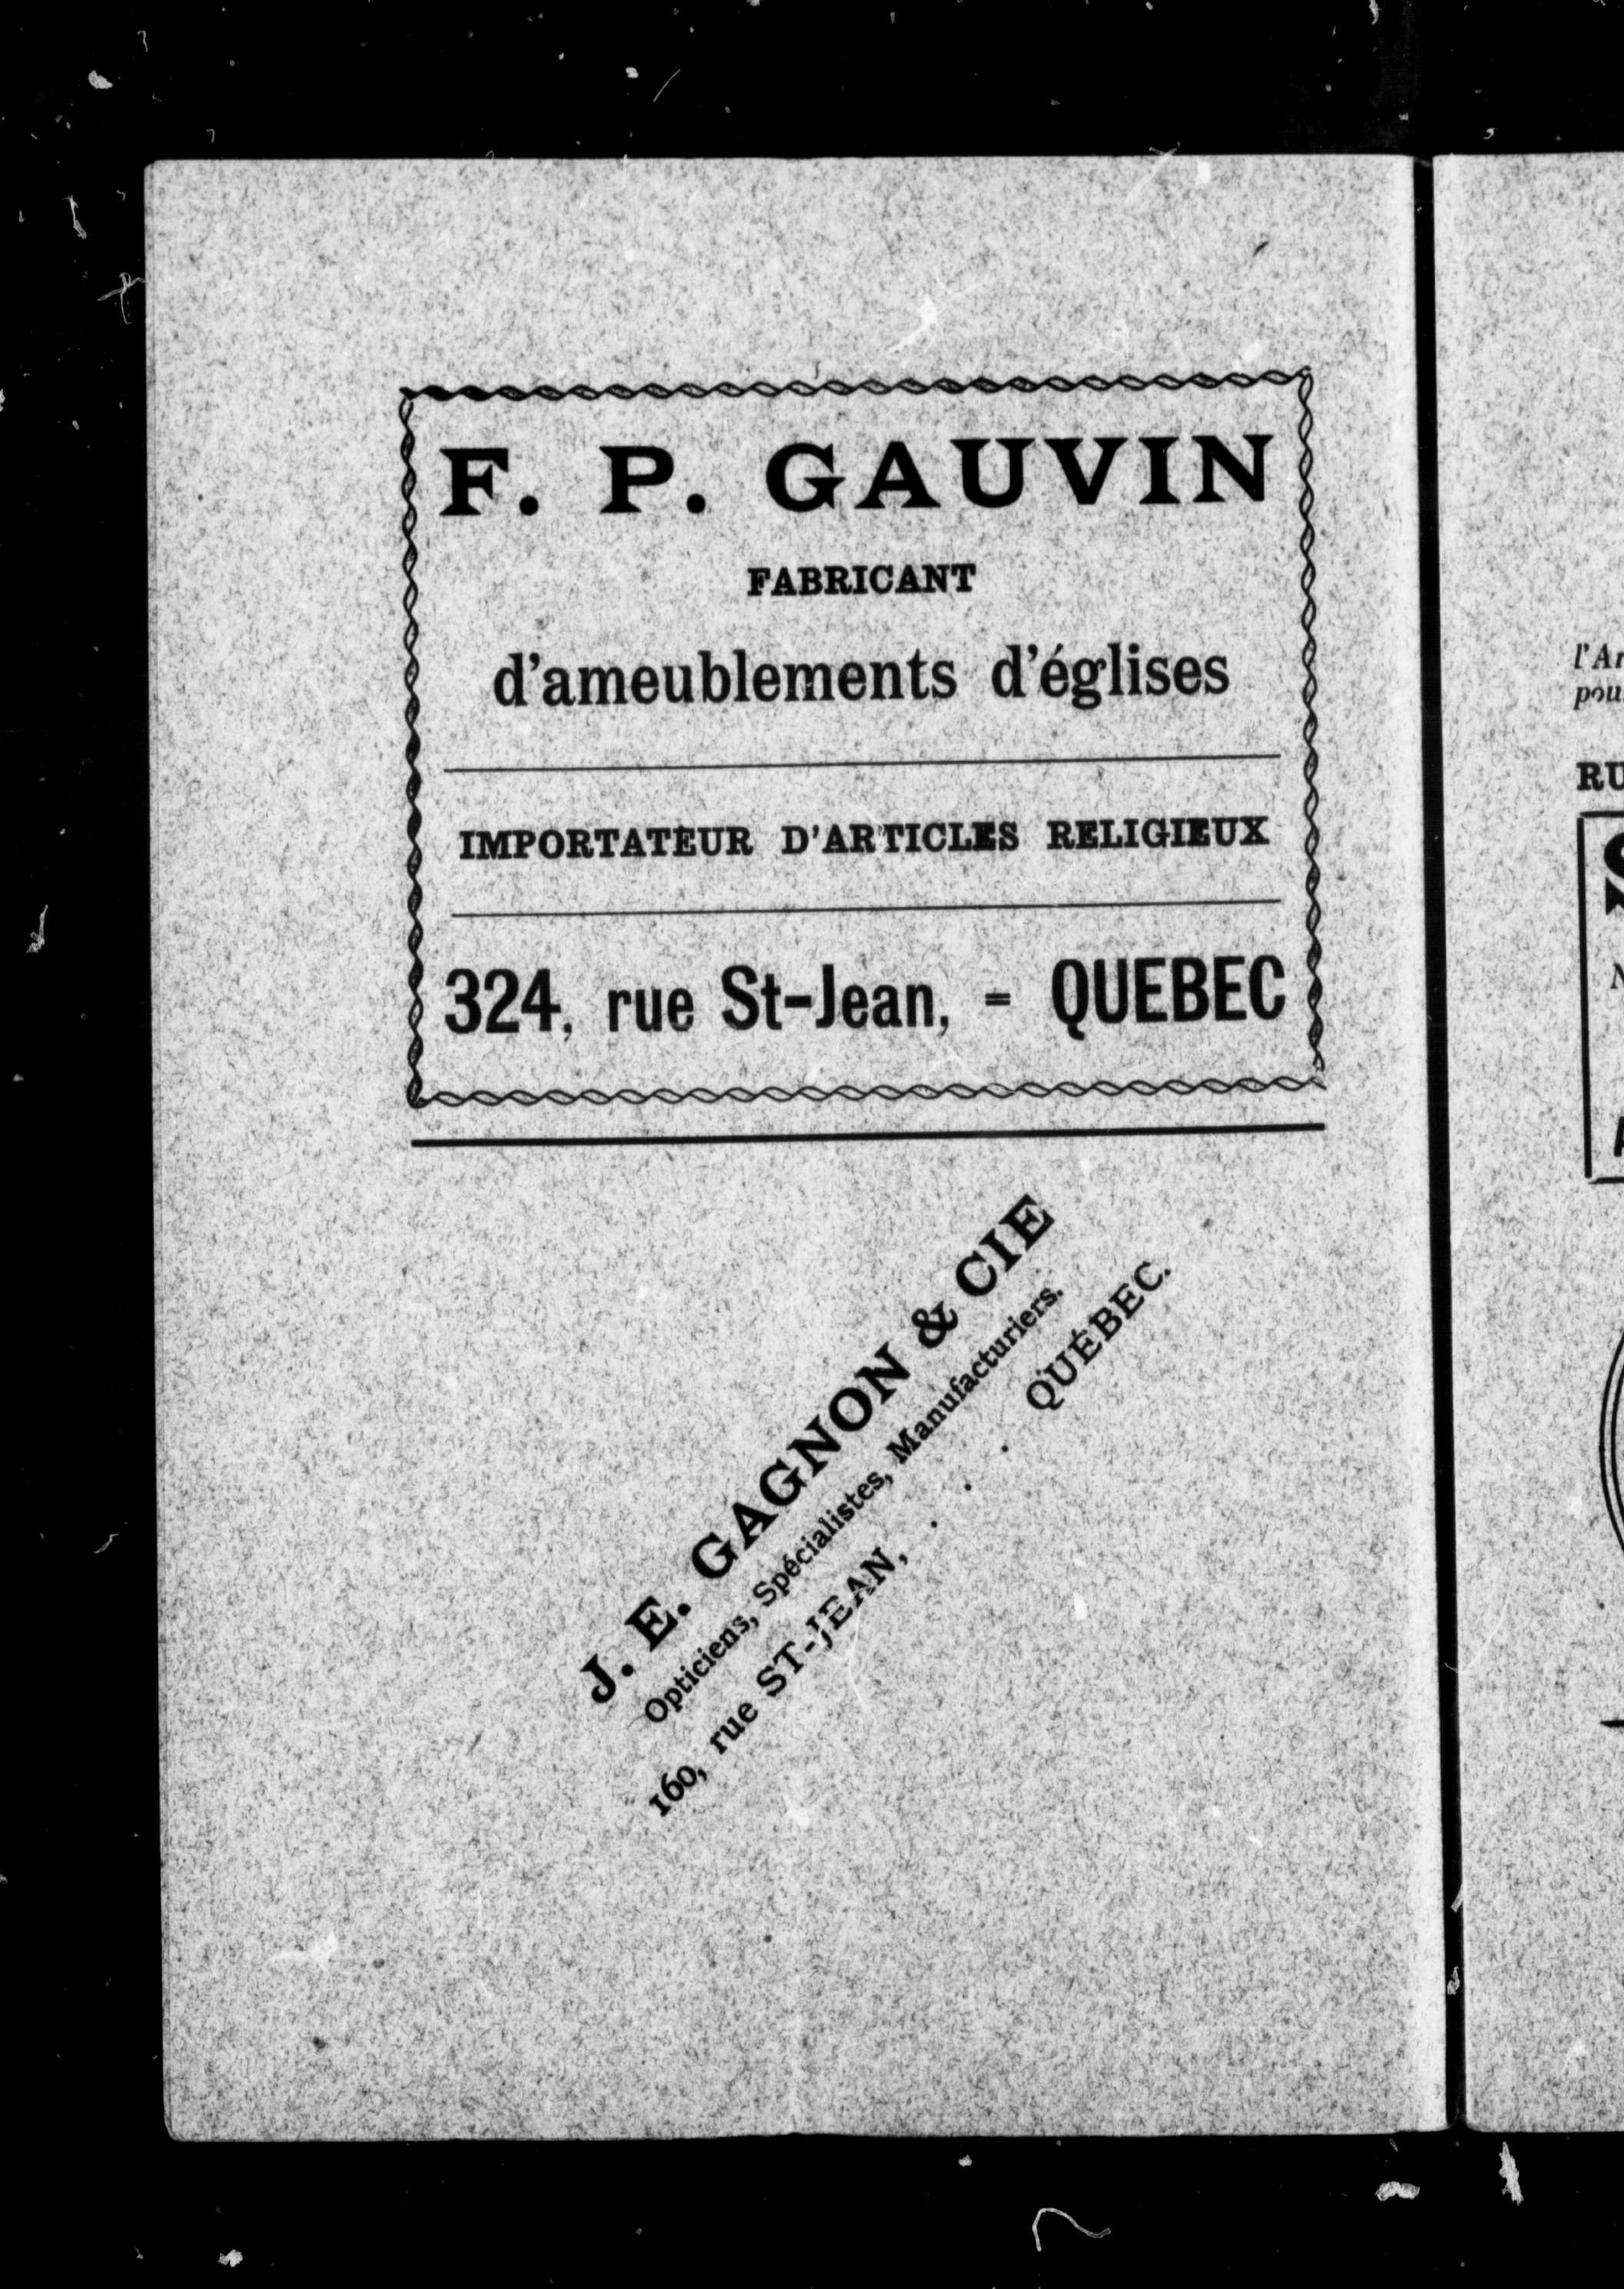 F. P. GAUVIN
FABRICANT
d'ameublements d'églises
IMPORTATEUR D'ARTICLES RELIGIEUX
324, rue St-Jean, = QUEBEC
J. E. GAGNON & CIE
Opticiens, Spécialistes, Manufacturiers.
160, rue ST-JEAN, . . . QUÉBEC.